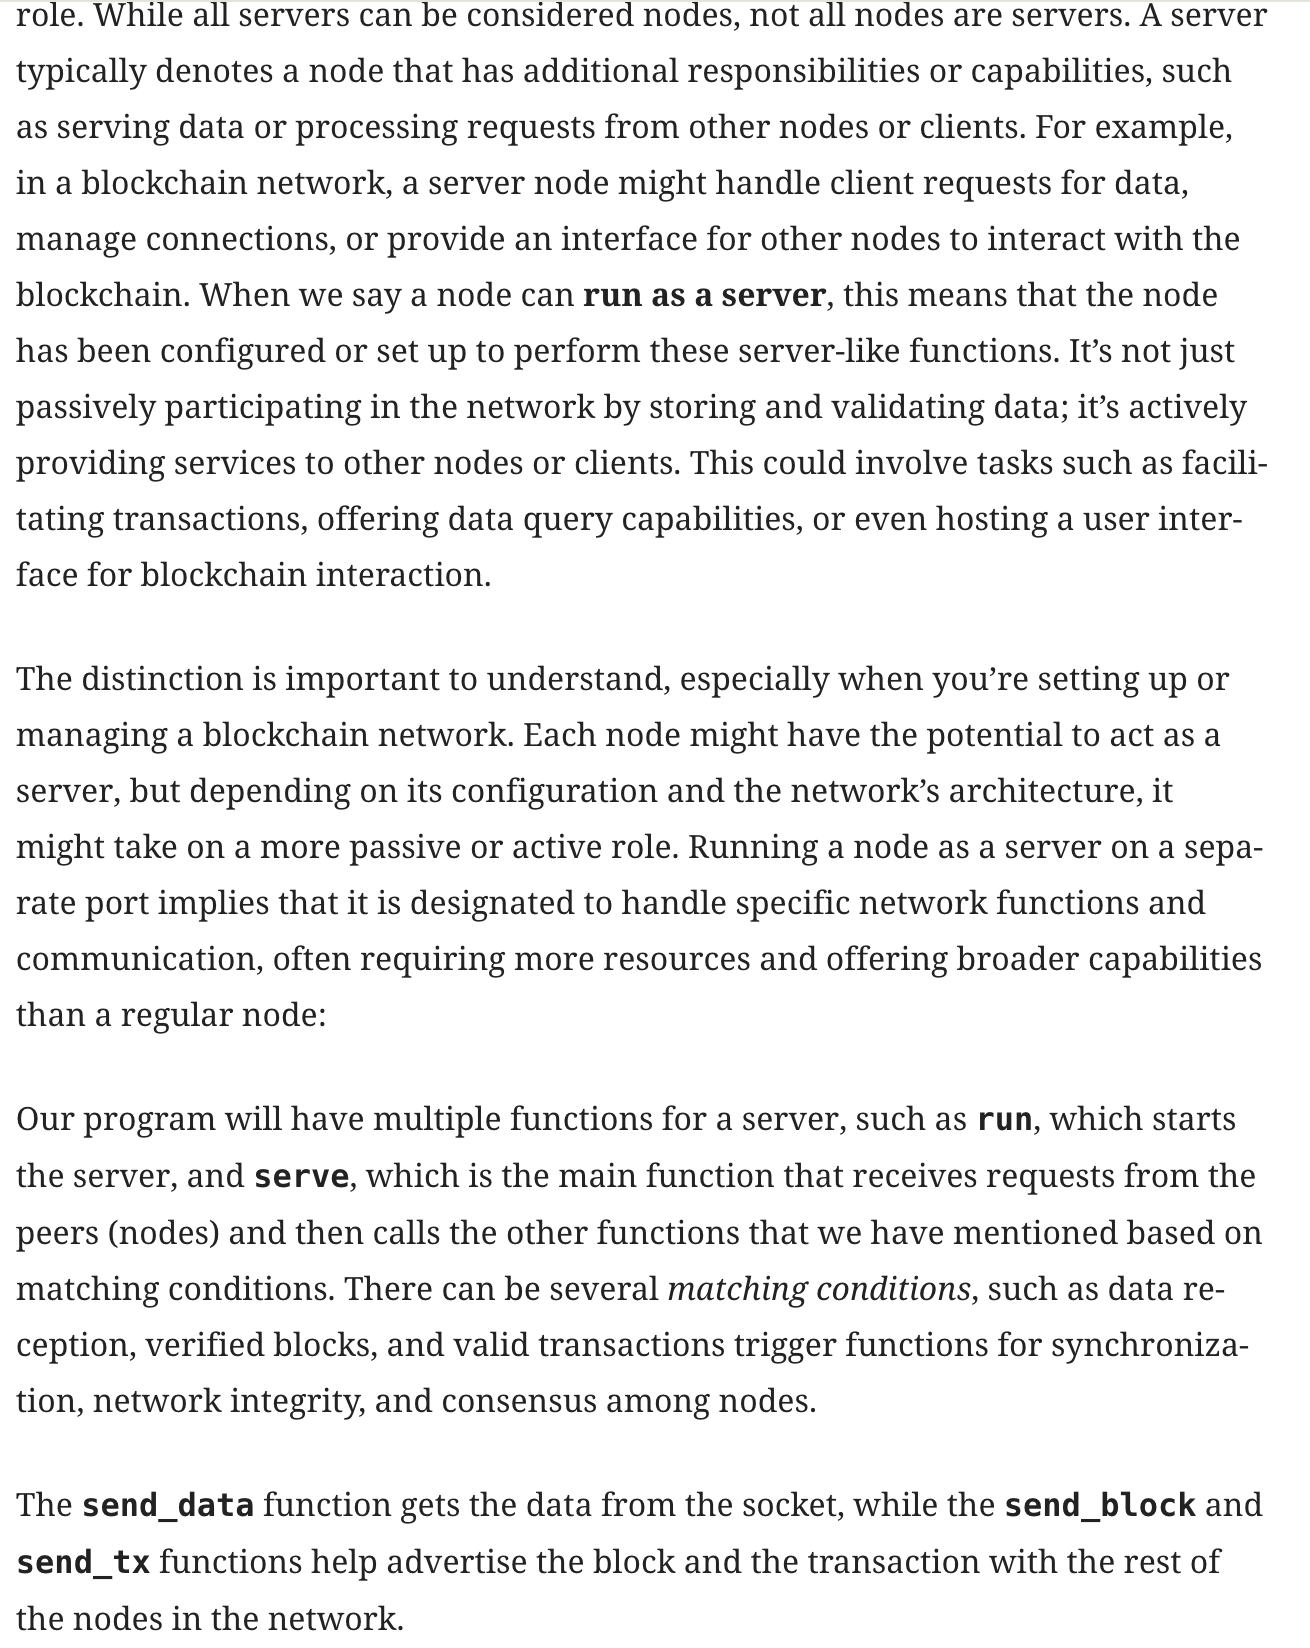 role. While all servers can be considered nodes, not all nodes are servers. A server
typically denotes a node that has additional responsibilities or capabilities, such
as serving data or processing requests from other nodes or clients. For example,
in a blockchain network, a server node might handle client requests for data,
manage connections, or provide an interface for other nodes to interact with the
blockchain. When we say a node can run as a server, this means that the node
has been configured or set up to perform these server-like functions. It’s not just
passively participating in the network by storing and validating data; it’s actively
providing services to other nodes or clients. This could involve tasks such as facili-
tating transactions, offering data query capabilities, or even hosting a user inter-
face for blockchain interaction.
The distinction is important to understand, especially when you’re setting up or
managing a blockchain network. Each node might have the potential to act as a
server, but depending on its configuration and the network’s architecture, it
might take on a more passive or active role. Running a node as a server on a sepa-
rate port implies that it is designated to handle specific network functions and
communication, often requiring more resources and offering broader capabilities
than a regular node:
Our program will have multiple functions for a server, such as run, which starts
the server, and serve, which is the main function that receives requests from the
peers (nodes) and then calls the other functions that we have mentioned based on
matching conditions. There can be several matching conditions, such as data re-
ception, verified blocks, and valid transactions trigger functions for synchroniza-
tion, network integrity, and consensus among nodes.
The send_data function gets the data from the socket, while the send_block and
send_tx functions help advertise the block and the transaction with the rest of
the nodes in the network.